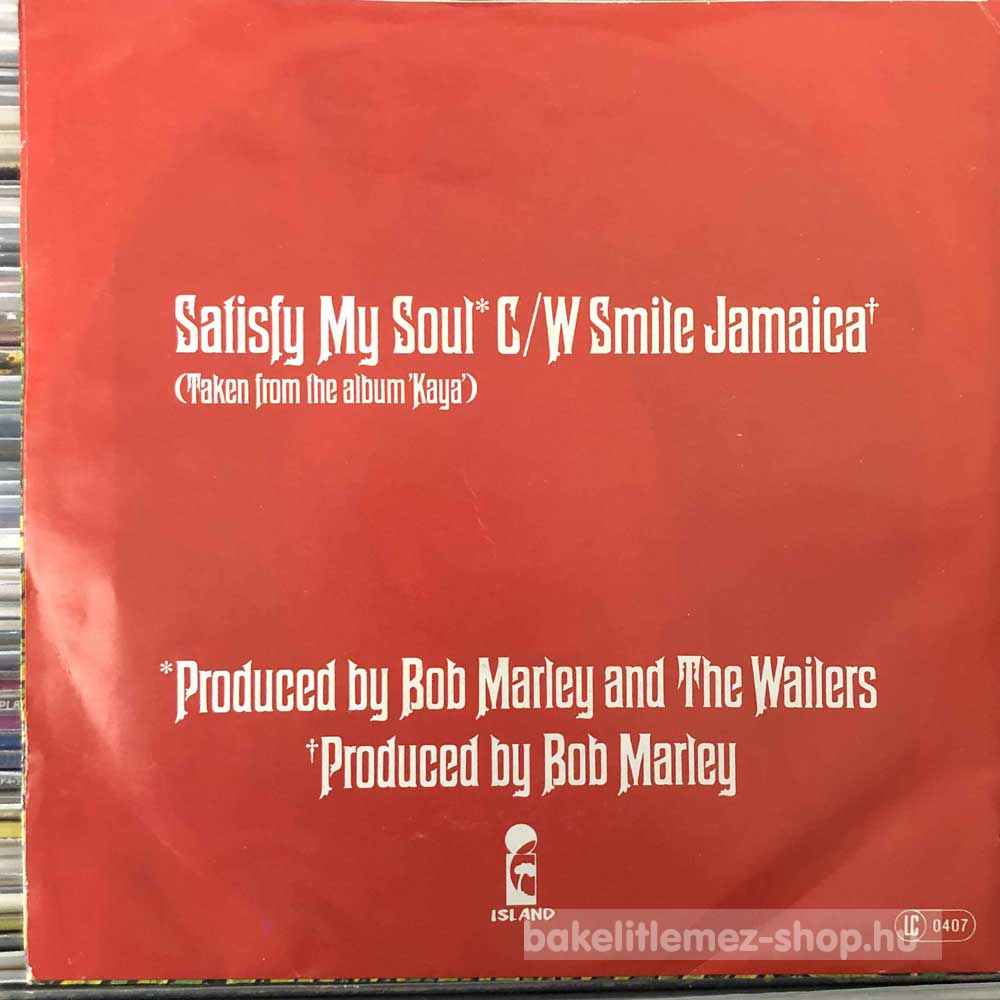 Satisfy My Soul* C/W Smile Jamaica†
(Taken from the album 'Kaya')
*Produced by Bob Marley and The Wailers
†Produced by Bob Marley
ISLAND
LC 0407
bakelitlemez-shop.hu